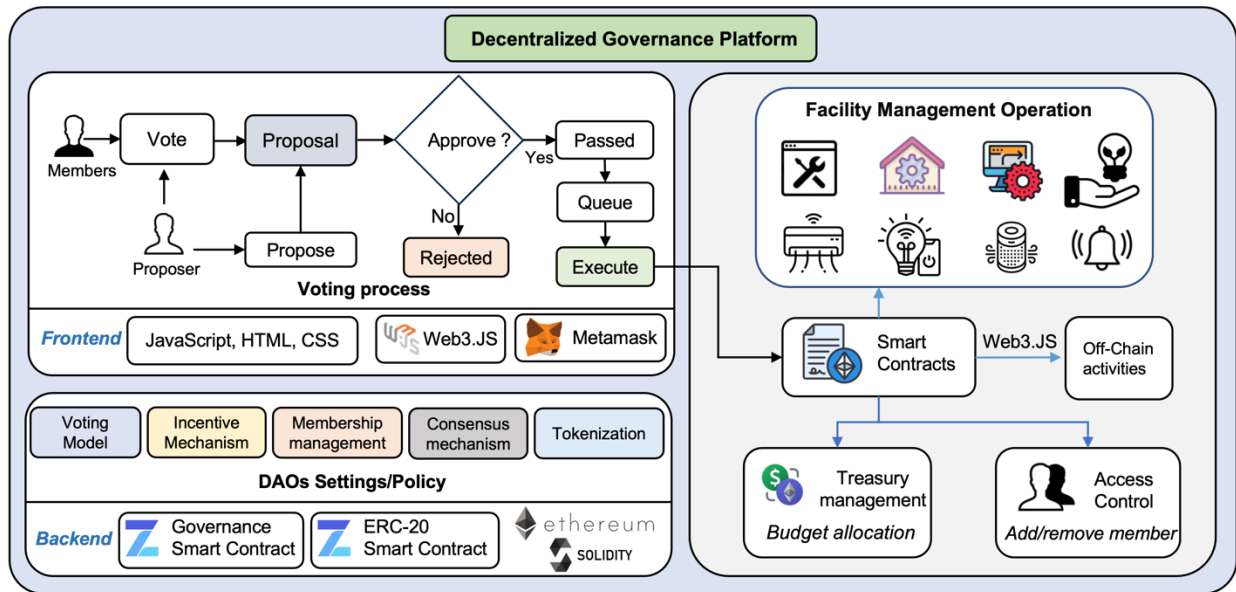 Decentralized Governance Platform
Members
Vote
Proposal
Approve ?
Yes
Passed
Queue
No
Proposer
Propose
Rejected
Execute
Voting process
Frontend
JavaScript, HTML, CSS
W3JS
Web3.JS
Metamask
Voting
Model
Incentive
Mechanism
Membership
management
Consensus
mechanism
Tokenization
DAOs Settings/Policy
Backend
Governance
Smart Contract
ERC-20
Smart Contract
ethereum
SOLIDITY
Facility Management Operation
Smart
Contracts
Web3.JS
Off-Chain
activities
$
Treasury
management
Budget allocation
Access
Control
Add/remove member